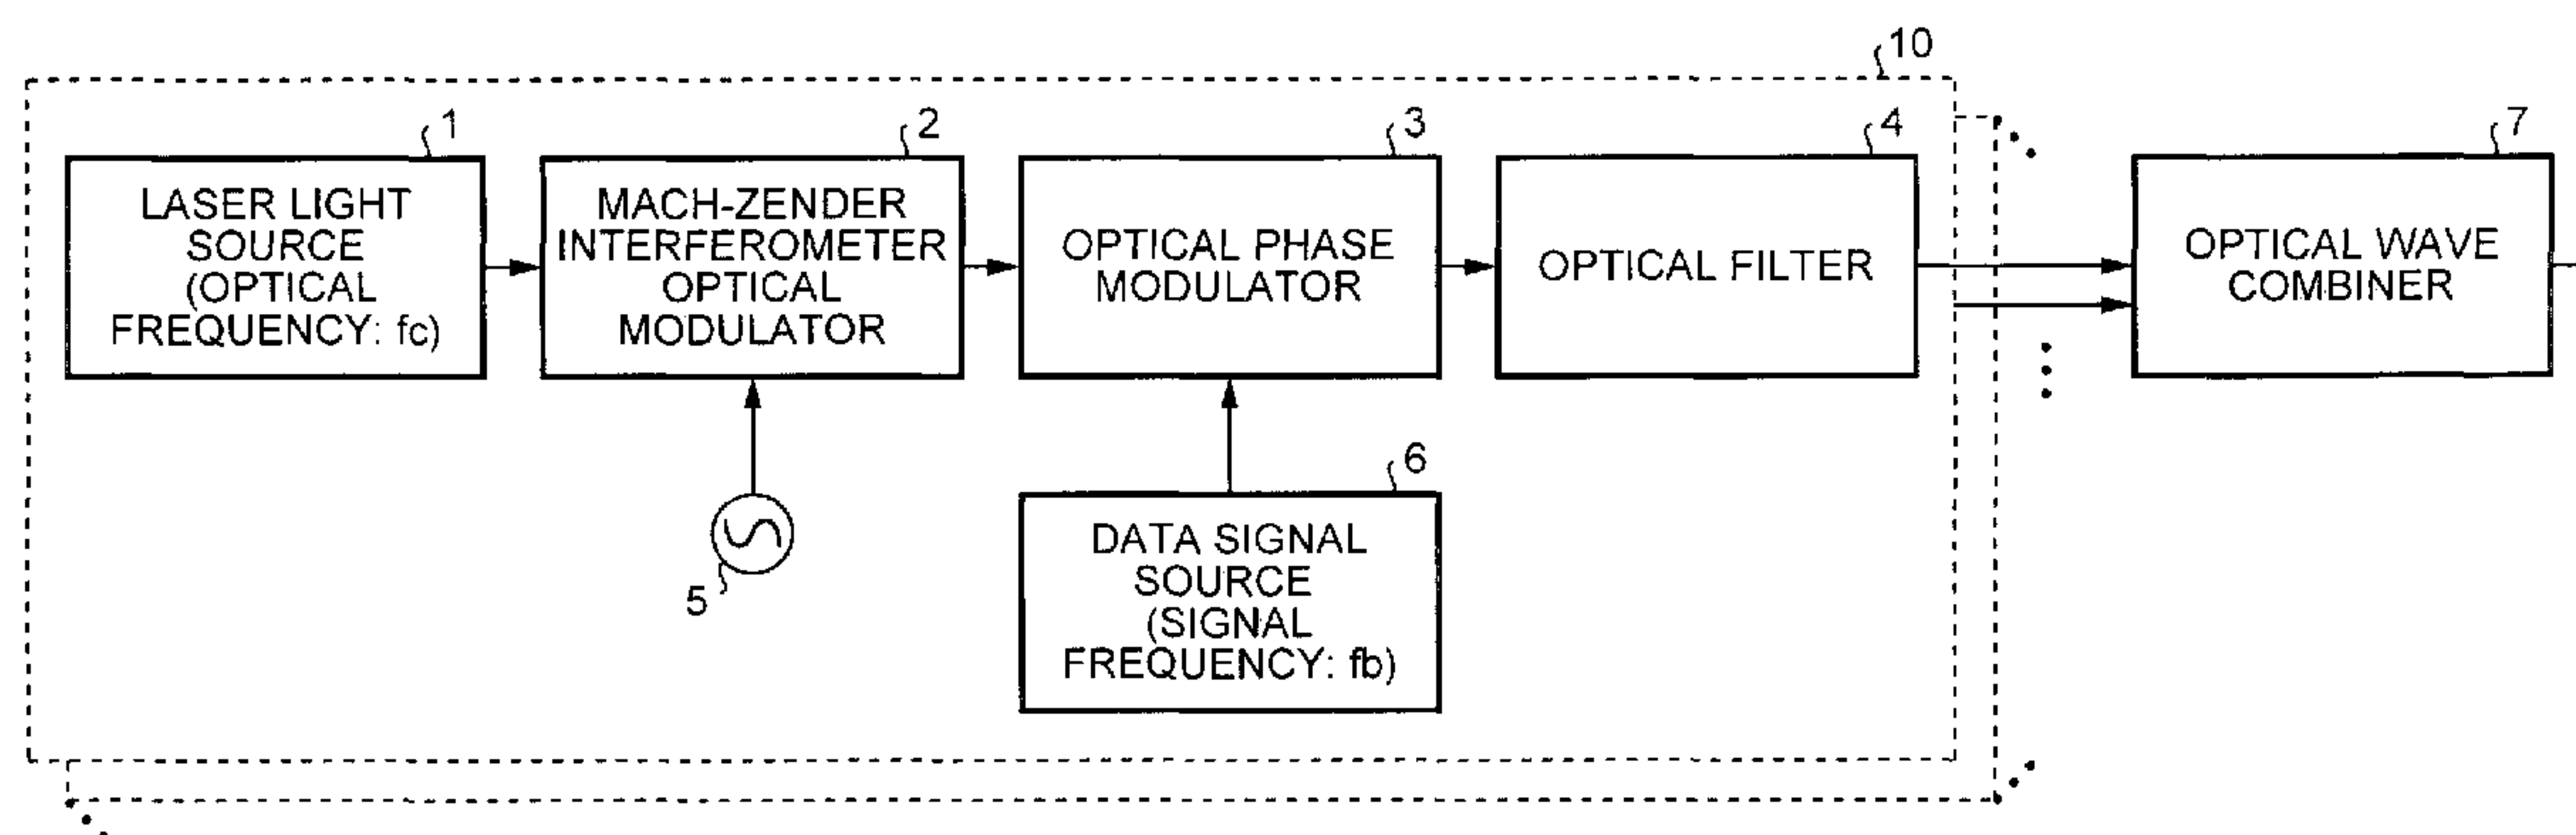 10
1
2
3
4
7
LASER LIGHT
SOURCE
(OPTICAL
FREQUENCY: fc)
MACH-ZENDER
INTERFEROMETER
OPTICAL
MODULATOR
OPTICAL PHASE
MODULATOR
OPTICAL FILTER
OPTICAL WAVE
COMBINER
5
6
DATA SIGNAL
SOURCE
(SIGNAL
FREQUENCY: fb)